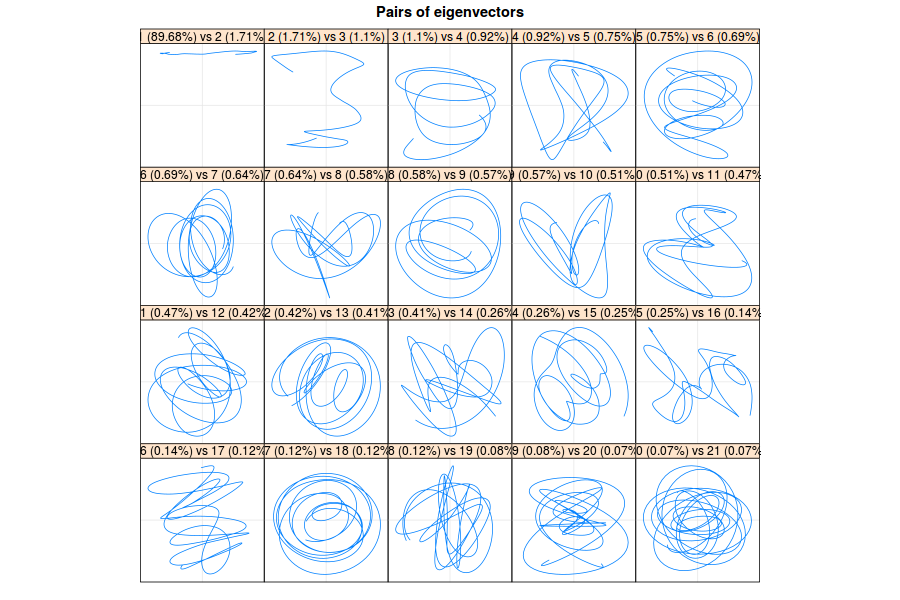 Pairs of eigenvectors
(89.68%) vs 2 (1.71% 2 (1.71%) vs 3 (1.1%) 3 (1.1%) vs 4 (0.92%) 4 (0.92%) vs 5 (0.75%) 5 (0.75%) vs 6 (0.69%)
6 (0.69%) vs 7 (0.64%) 7 (0.64%) vs 8 (0.58%) 8 (0.58%) vs 9 (0.57%) (0.57%) vs 10 (0.51% 0 (0.51%) vs 11 (0.47%
1 (0.47%) vs 12 (0.42% 2 (0.42%) vs 13 (0.41% 3 (0.41%) vs 14 (0.26% 4 (0.26%) vs 15 (0.25% 5 (0.25%) vs 16 (0.14%
6 (0.14%) vs 17 (0.12% 7 (0.12%) vs 18 (0.12% 8 (0.12%) vs 19 (0.08% 9 (0.08%) vs 20 (0.07% 0 (0.07%) vs 21 (0.07%